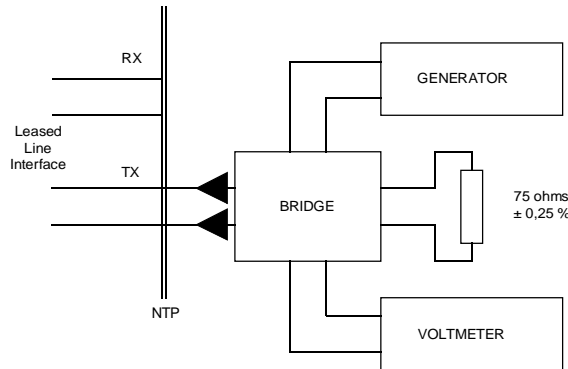 RX
GENERATOR
Leased
Line
Interface
TX
BRIDGE
75 ohms
± 0,25 %
NTP
VOLTMETER